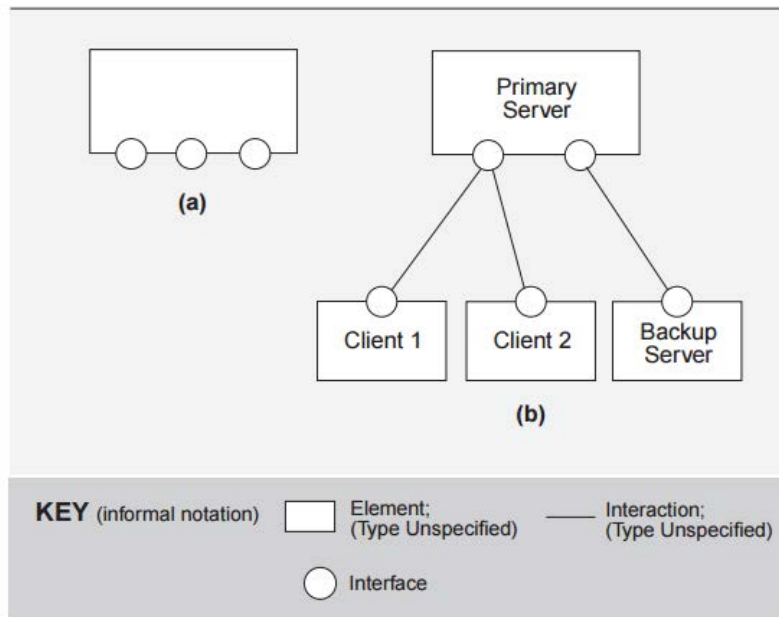 Primary
Server
(a)
Client 1
Client 2
Backup
Server
(b)
KEY (informal notation)
Element;
(Type Unspecified)
Interaction;
(Type Unspecified)
Interface